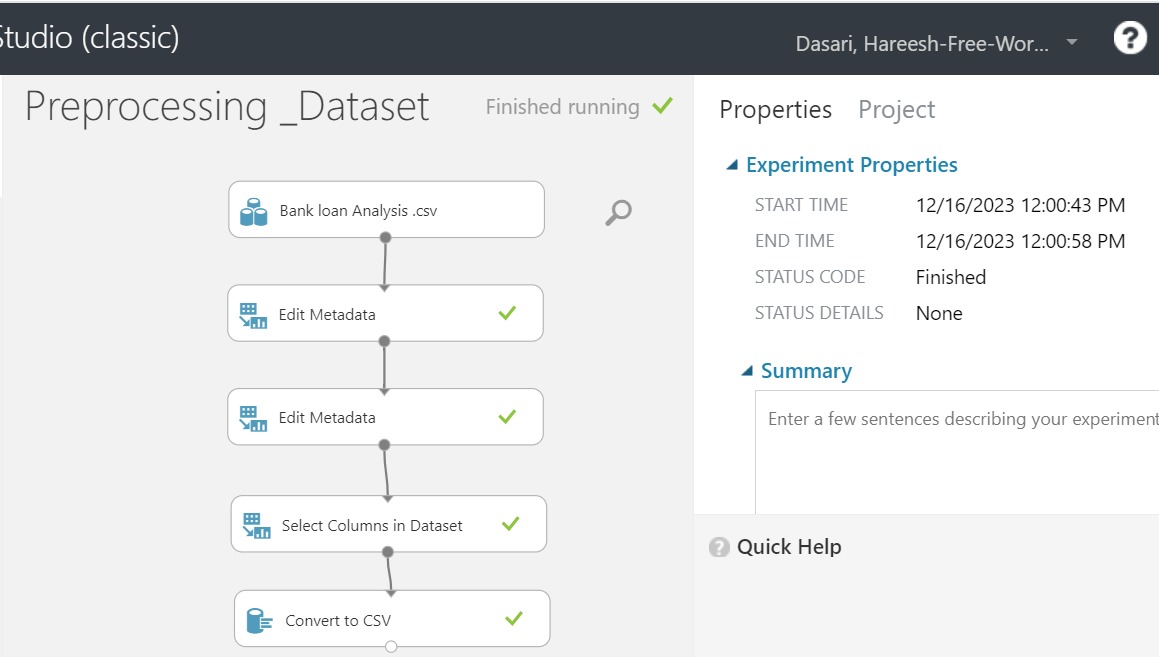 Studio (classic)
Dasari, Hareesh-Free-Wor...
Preprocessing _Dataset
Finished running
Bank loan Analysis .csv
Edit Metadata
Edit Metadata
Select Columns in Dataset
Convert to CSV
Properties Project
Experiment Properties
START TIME 12/16/2023 12:00:43 PM
END TIME 12/16/2023 12:00:58 PM
STATUS CODE Finished
STATUS DETAILS None
Summary
Enter a few sentences describing your experiment
Quick Help